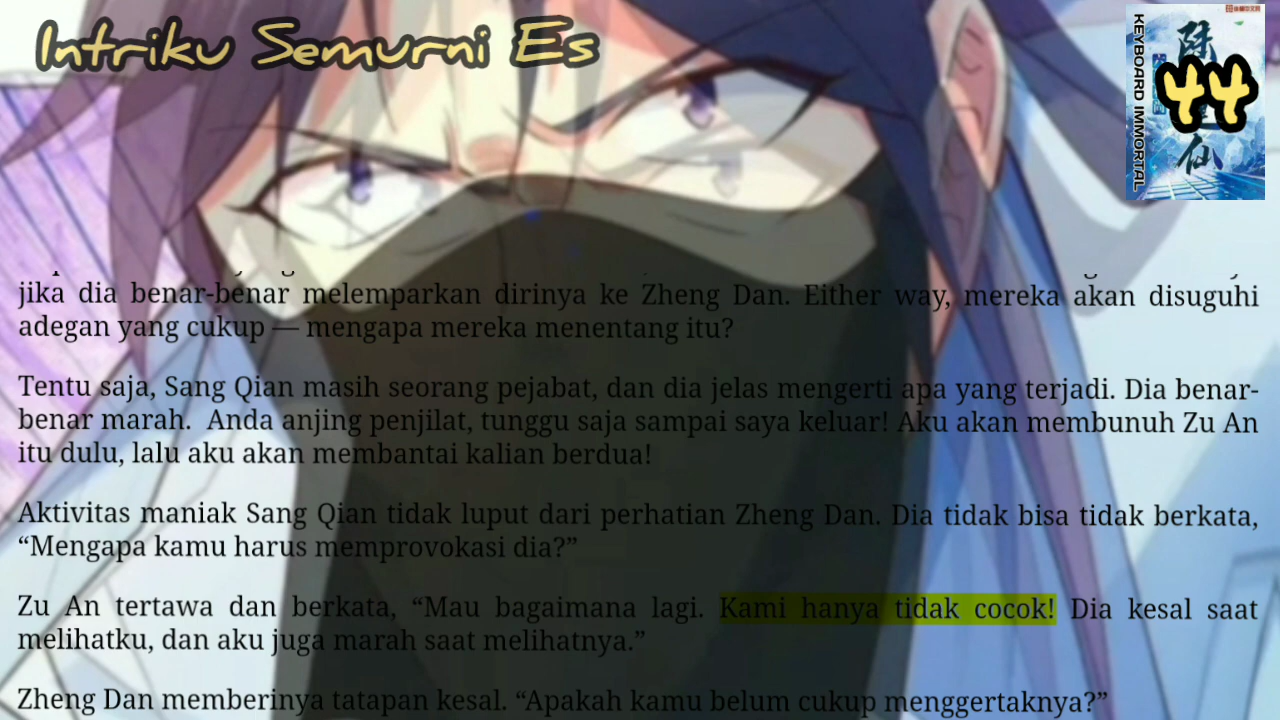 Intriku Semurni Es
KEYBOARD IMMORTAL
44
jika dia benar-benar melemparkan dirinya ke Zheng Dan. Either way, mereka akan disuguhi
adegan yang cukup — mengapa mereka menentang itu?
Tentu saja, Sang Qian masih seorang pejabat, dan dia jelas mengerti apa yang terjadi. Dia benar-
benar marah.  Anda anjing penjilat, tunggu saja sampai saya keluar! Aku akan membunuh Zu An
itu dulu, lalu aku akan membantai kalian berdua!
Aktivitas maniak Sang Qian tidak luput dari perhatian Zheng Dan. Dia tidak bisa tidak berkata,
“Mengapa kamu harus memprovokasi dia?”
Zu An tertawa dan berkata, “Mau bagaimana lagi. Kami hanya tidak cocok! Dia kesal saat
melihatku, dan aku juga marah saat melihatnya.”
Zheng Dan memberinya tatapan kesal. “Apakah kamu belum cukup menggertaknya?”